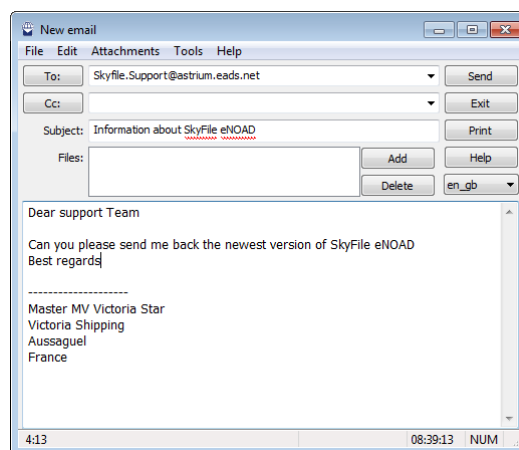 New email
File Edit Attachments Tools Help
To: Skyfile.Support@astrium.eads.net Send
Cc: Exit
Subject: Information about SkyFile eNOAD Print
Files: Add Help
Delete en_gb
Dear support Team
Can you please send me back the newest version of SkyFile eNOAD
Best regards
--------------------
Master MV Victoria Star
Victoria Shipping
Aussaguel
France
4:13 08:39:13 NUM